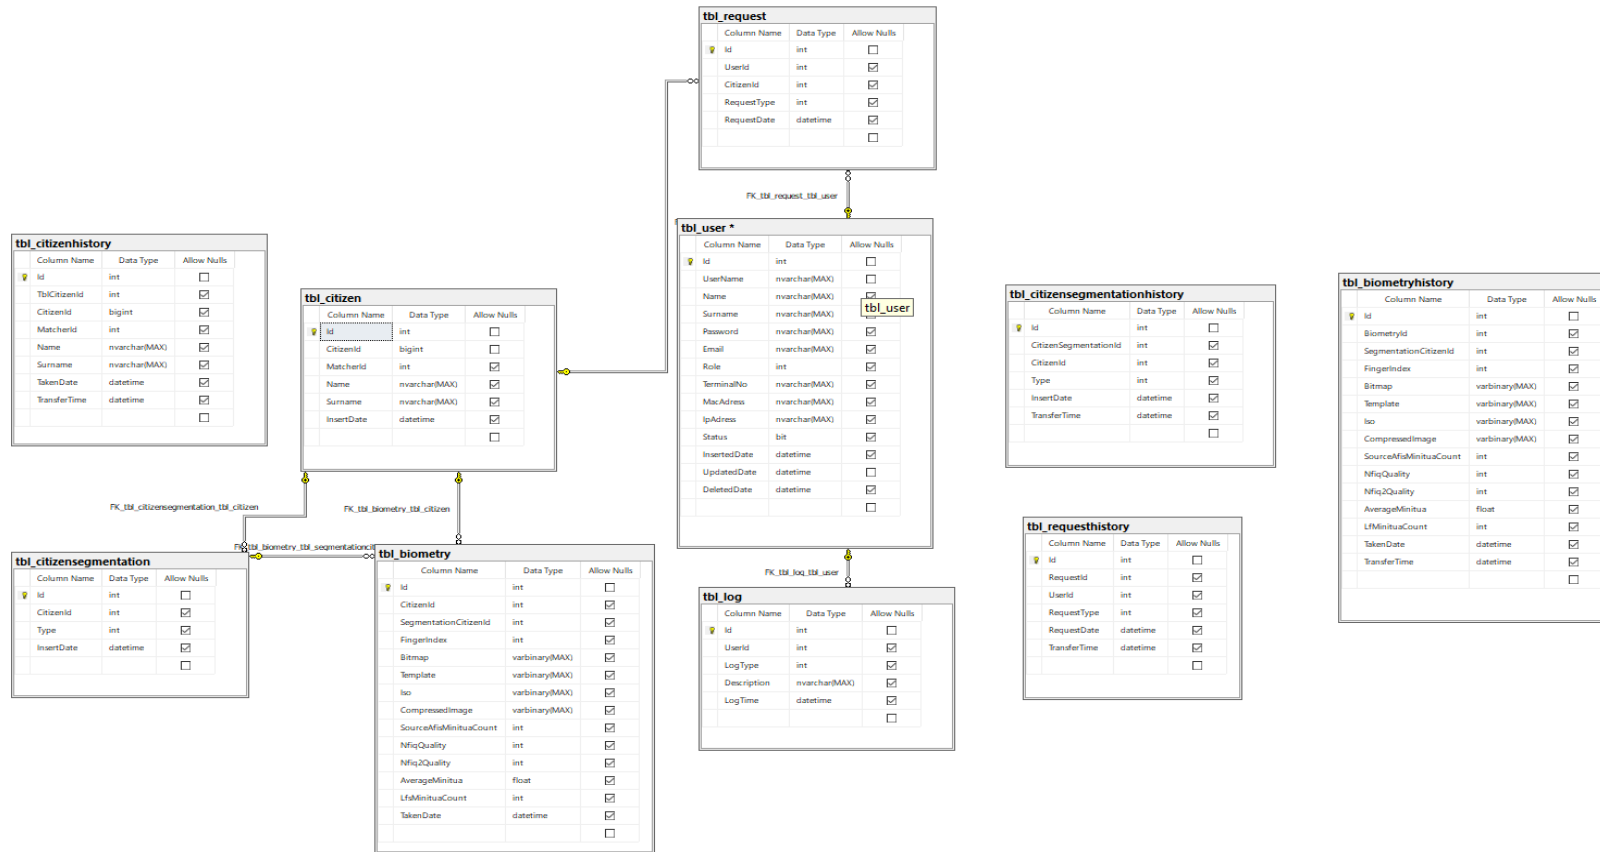 tbl_request
Column Name Data Type Allow Nulls
Id int
UserId int
CitizenId int
RequestType int
RequestDate datetime
FK_tbl_request_tbl_user
tbl_user *
Column Name Data Type Allow Nulls
Id int
UserName nvarchar(MAX)
Name nvarchar(MAX)
Surname nvarchar(MAX)
Password nvarchar(MAX)
Email nvarchar(MAX)
Role int
TerminalNo nvarchar(MAX)
MacAdress nvarchar(MAX)
IpAdress nvarchar(MAX)
Status bit
InsertedDate datetime
UpdatedDate datetime
DeletedDate datetime
tbl_user
tbl_citizenhistory
Column Name Data Type Allow Nulls
Id int
TblCitizenId int
CitizenId bigint
MatcherId int
Name nvarchar(MAX)
Surname nvarchar(MAX)
TakenDate datetime
TransferTime datetime
tbl_citizen
Column Name Data Type Allow Nulls
Id int
CitizenId bigint
MatcherId int
Name nvarchar(MAX)
Surname nvarchar(MAX)
InsertDate datetime
tbl_citizensegmentationhistory
Column Name Data Type Allow Nulls
Id int
CitizenSegmentationId int
CitizenId int
Type int
InsertDate datetime
TransferTime datetime
tbl_biometryhistory
Column Name Data Type Allow Nulls
Id int
BiometryId int
SegmentationCitizenId int
FingerIndex int
Bitmap varbinary(MAX)
Template varbinary(MAX)
Iso varbinary(MAX)
CompressedImage varbinary(MAX)
SourceAfisMinituaCount int
NfiqQuality int
Nfiq2Quality int
AverageMinitua float
LfMinituaCount int
TakenDate datetime
TransferTime datetime
FK_tbl_citizensegmentation_tbl_citizen
FK_tbl_biometry_tbl_citizen
tbl_citizensegmentation
Column Name Data Type Allow Nulls
Id int
CitizenId int
Type int
InsertDate datetime
tbl_biometry
Column Name Data Type Allow Nulls
Id int
CitizenId int
SegmentationCitizenId int
FingerIndex int
Bitmap varbinary(MAX)
Template varbinary(MAX)
Iso varbinary(MAX)
CompressedImage varbinary(MAX)
SourceAfisMinituaCount int
NfiqQuality int
Nfiq2Quality int
AverageMinitua float
LfsMinituaCount int
TakenDate datetime
FK_tbl_log_tbl_user
tbl_log
Column Name Data Type Allow Nulls
Id int
UserId int
LogType int
Description nvarchar(MAX)
LogTime datetime
tbl_requesthistory
Column Name Data Type Allow Nulls
Id int
RequestId int
UserId int
RequestType int
RequestDate datetime
TransferTime datetime